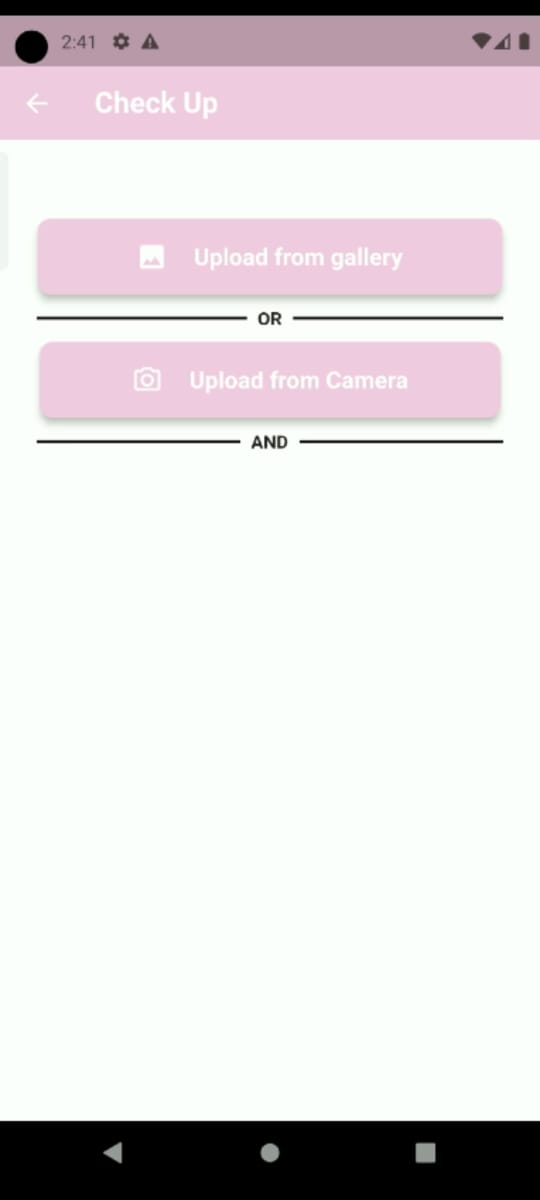 2:41
Check Up
Upload from gallery
OR
Upload from Camera
AND